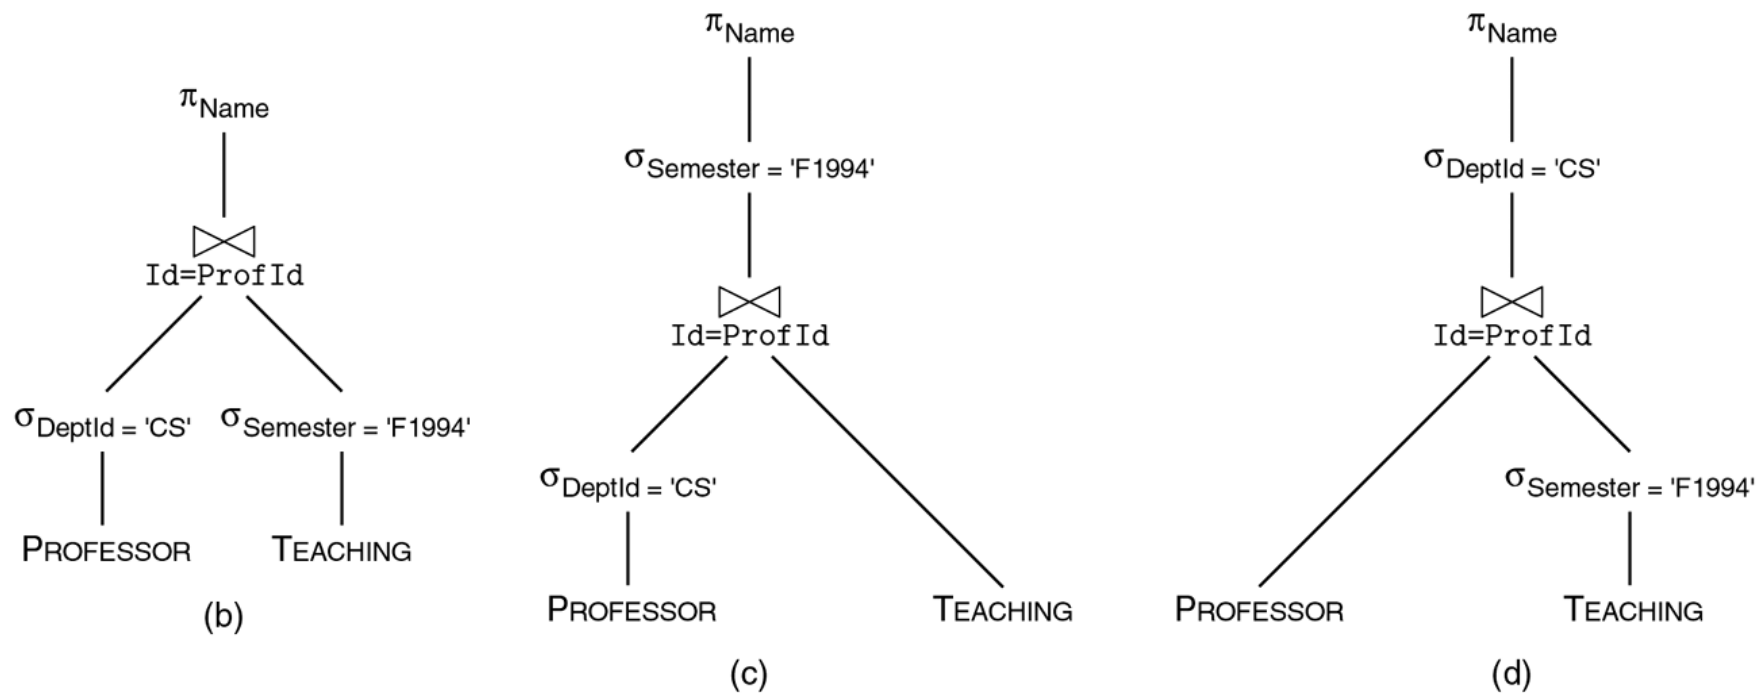 πName
⋈
Id=ProfId
σDeptId = 'CS' σSemester = 'F1994'
PROFESSOR TEACHING
(b)
πName
σSemester = 'F1994'
⋈
Id=ProfId
σDeptId = 'CS'
PROFESSOR TEACHING
(c)
πName
σDeptId = 'CS'
⋈
Id=ProfId
σSemester = 'F1994'
PROFESSOR TEACHING
(d)